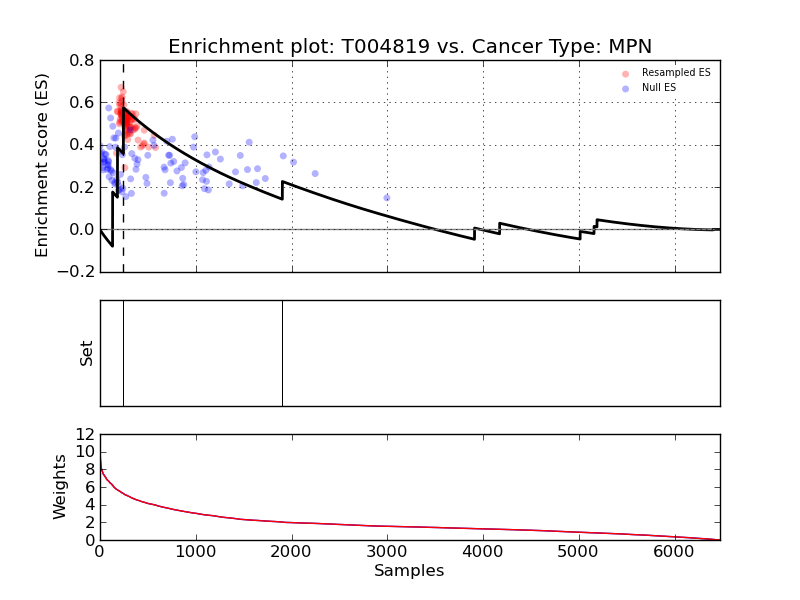 Enrichment plot: T004819 vs. Cancer Type: MPN
Enrichment score (ES)
0.8
0.6
0.4
0.2
0.0
−0.2
Resampled ES
Null ES
Set
Weights
12
10
8
6
4
2
0
0 1000 2000 3000 4000 5000 6000
Samples